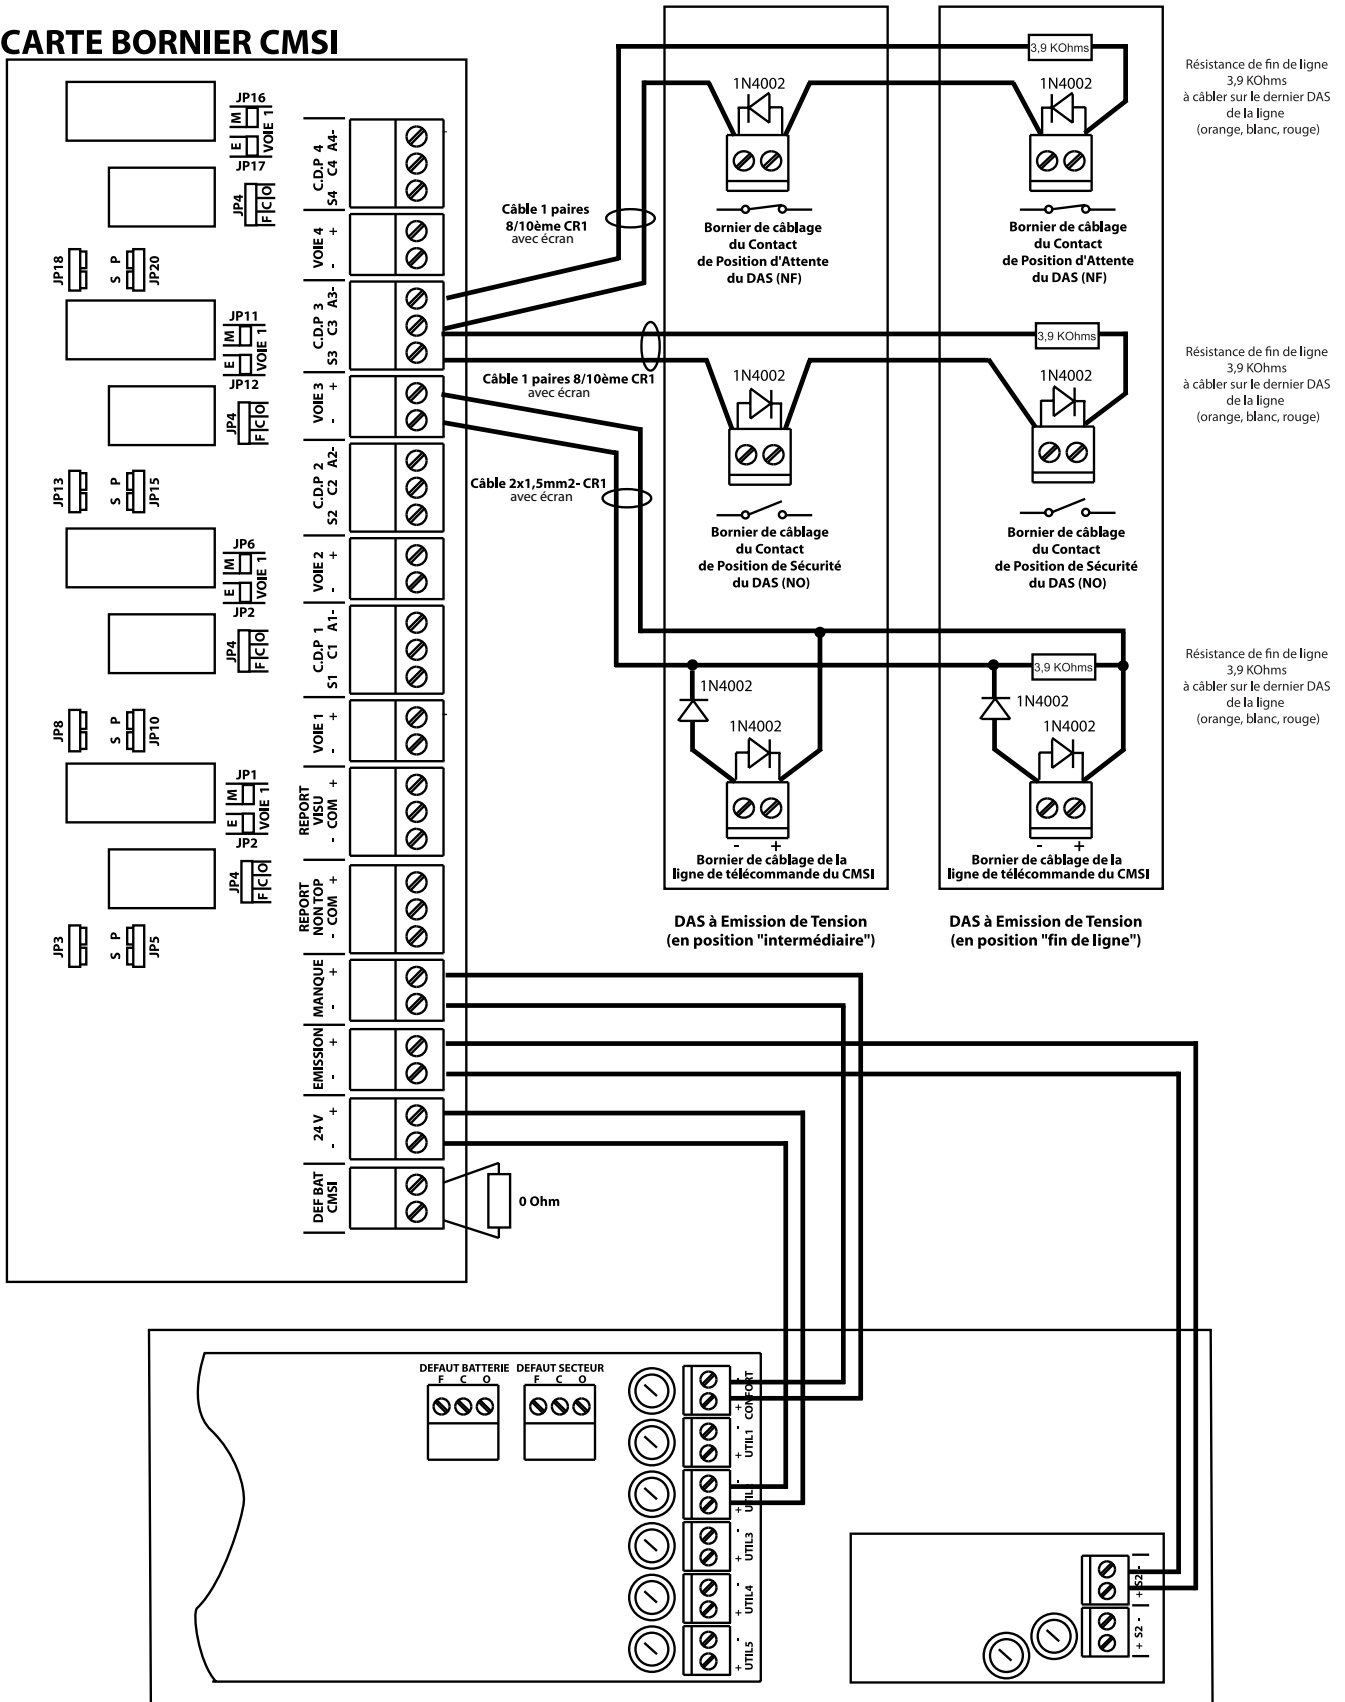 CARTE BORNIER CMSI
JP16
M
E
VOIE 1
JP17
JP4
F C O
JP18
S P
JP20
JP11
M
E
VOIE 1
JP12
JP4
F C O
JP13
S P
JP15
JP6
M
E
VOIE 1
JP2
JP4
F C O
JP8
S P
JP10
JP1
M
E
VOIE 1
JP2
JP4
F C O
JP3
S P
JP5
C.D.P 4
S4 C4 A4-
VOIE 4
- +
C.D.P 3
S3 C3 A3-
VOIE 3
- +
C.D.P 2
S2 C2 A2-
VOIE 2
- +
C.D.P 1
S1 C1 A1-
VOIE 1
- +
REPORT
VISU
- COM +
REPORT
NON TOP
- COM +
MANQUE
- +
EMISSION
- +
24 V
- +
DEF BAT
CMSI
0 Ohm
Câble 1 paires
8/10ème CR1
avec écran
Câble 1 paires 8/10ème CR1
avec écran
Câble 2x1,5mm2- CR1
avec écran
1N4002
Bornier de câblage
du Contact
de Position d'Attente
du DAS (NF)
3,9 KOhms
1N4002
Bornier de câblage
du Contact
de Position d'Attente
du DAS (NF)
Résistance de fin de ligne
3,9 KOhms
à câbler sur le dernier DAS
de la ligne
(orange, blanc, rouge)
1N4002
Bornier de câblage
du Contact
de Position de Sécurité
du DAS (NO)
3,9 KOhms
1N4002
Bornier de câblage
du Contact
de Position de Sécurité
du DAS (NO)
Résistance de fin de ligne
3,9 KOhms
à câbler sur le dernier DAS
de la ligne
(orange, blanc, rouge)
1N4002
1N4002
- +
Bornier de câblage de la
ligne de télécommande du CMSI
3,9 KOhms
1N4002
1N4002
- +
Bornier de câblage de la
ligne de télécommande du CMSI
Résistance de fin de ligne
3,9 KOhms
à câbler sur le dernier DAS
de la ligne
(orange, blanc, rouge)
DAS à Emission de Tension
(en position "intermédiaire")
DAS à Emission de Tension
(en position "fin de ligne")
DEFAUT BATTERIE
F C O
DEFAUT SECTEUR
F C O
+ -
CONFORT
+ -
UTIL1
+ -
+ -
UTIL3
+ -
UTIL4
+ -
UTIL5
+ S2 -
+ S2 -